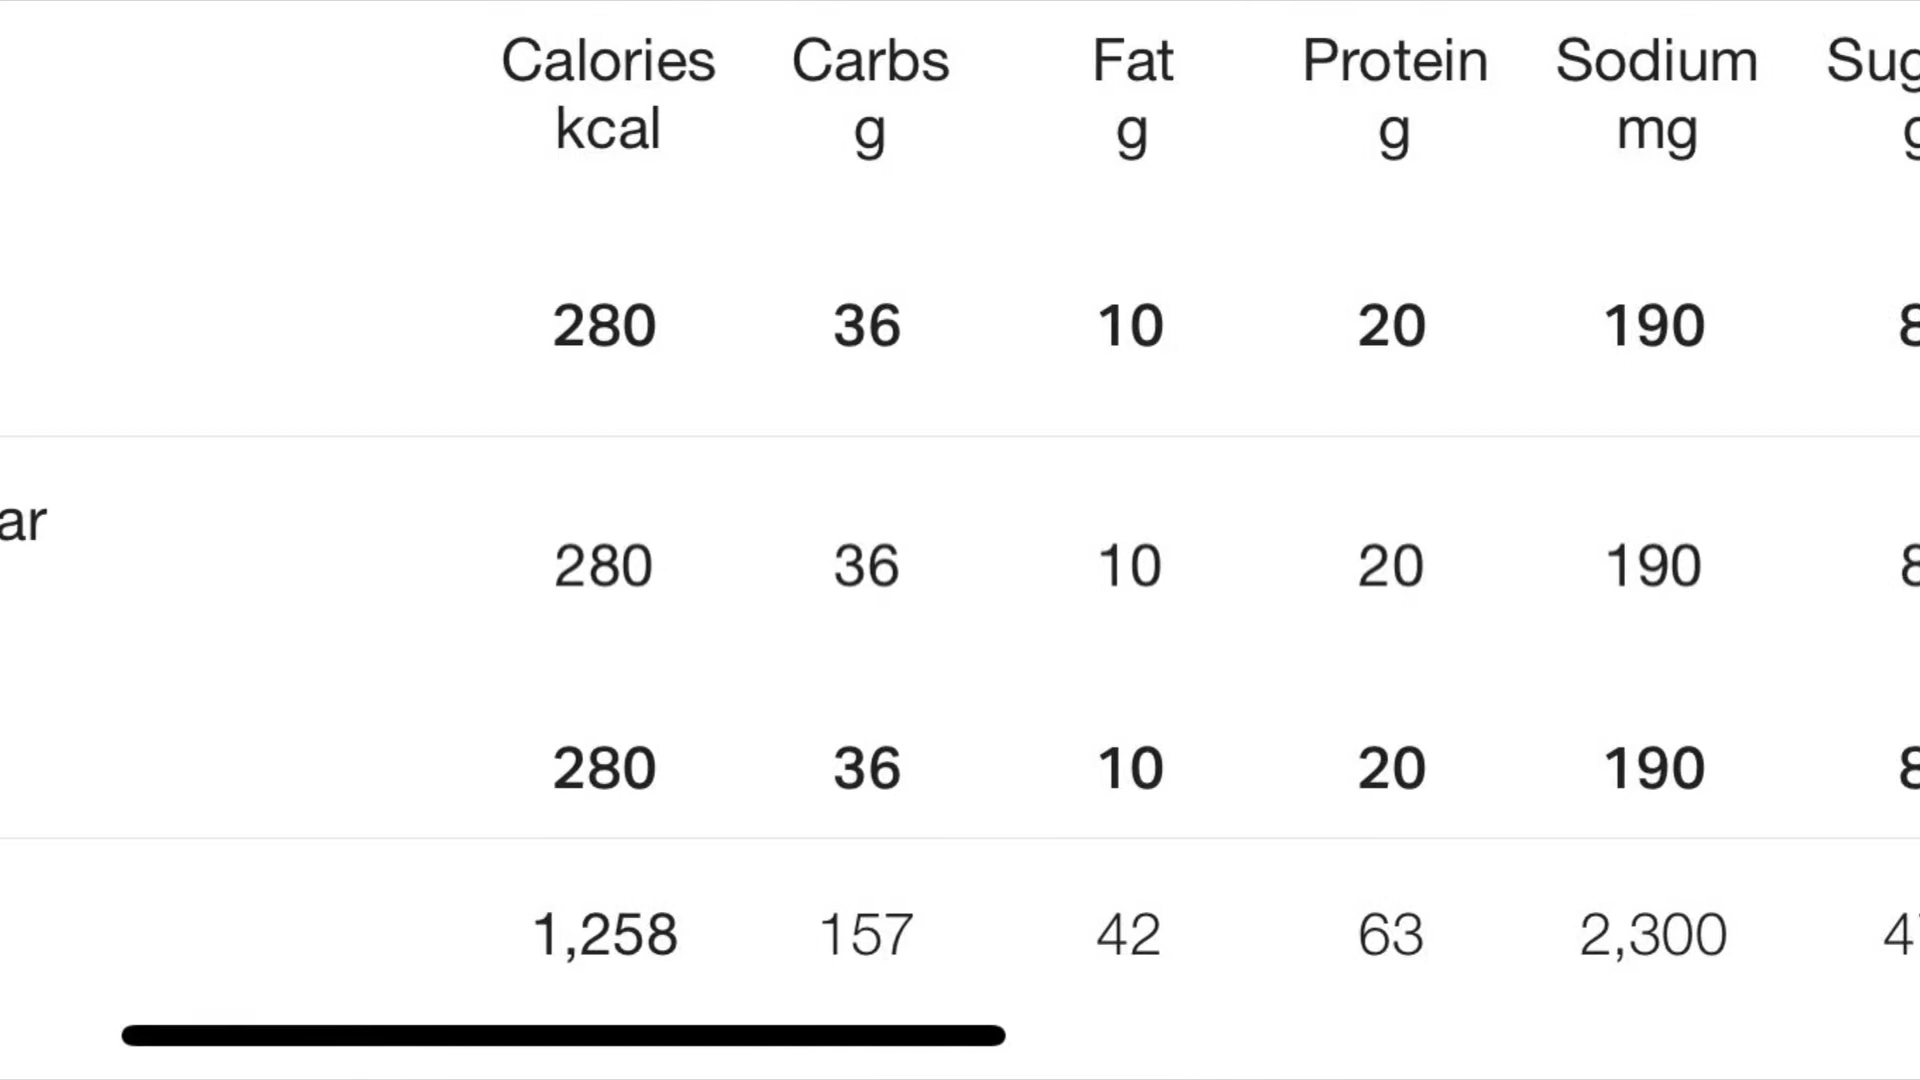 Calories Carbs Fat Protein Sodium
kcal g g g mg
280 36 10 20 190
ar
280 36 10 20 190
280 36 10 20 190
1,258 157 42 63 2,300